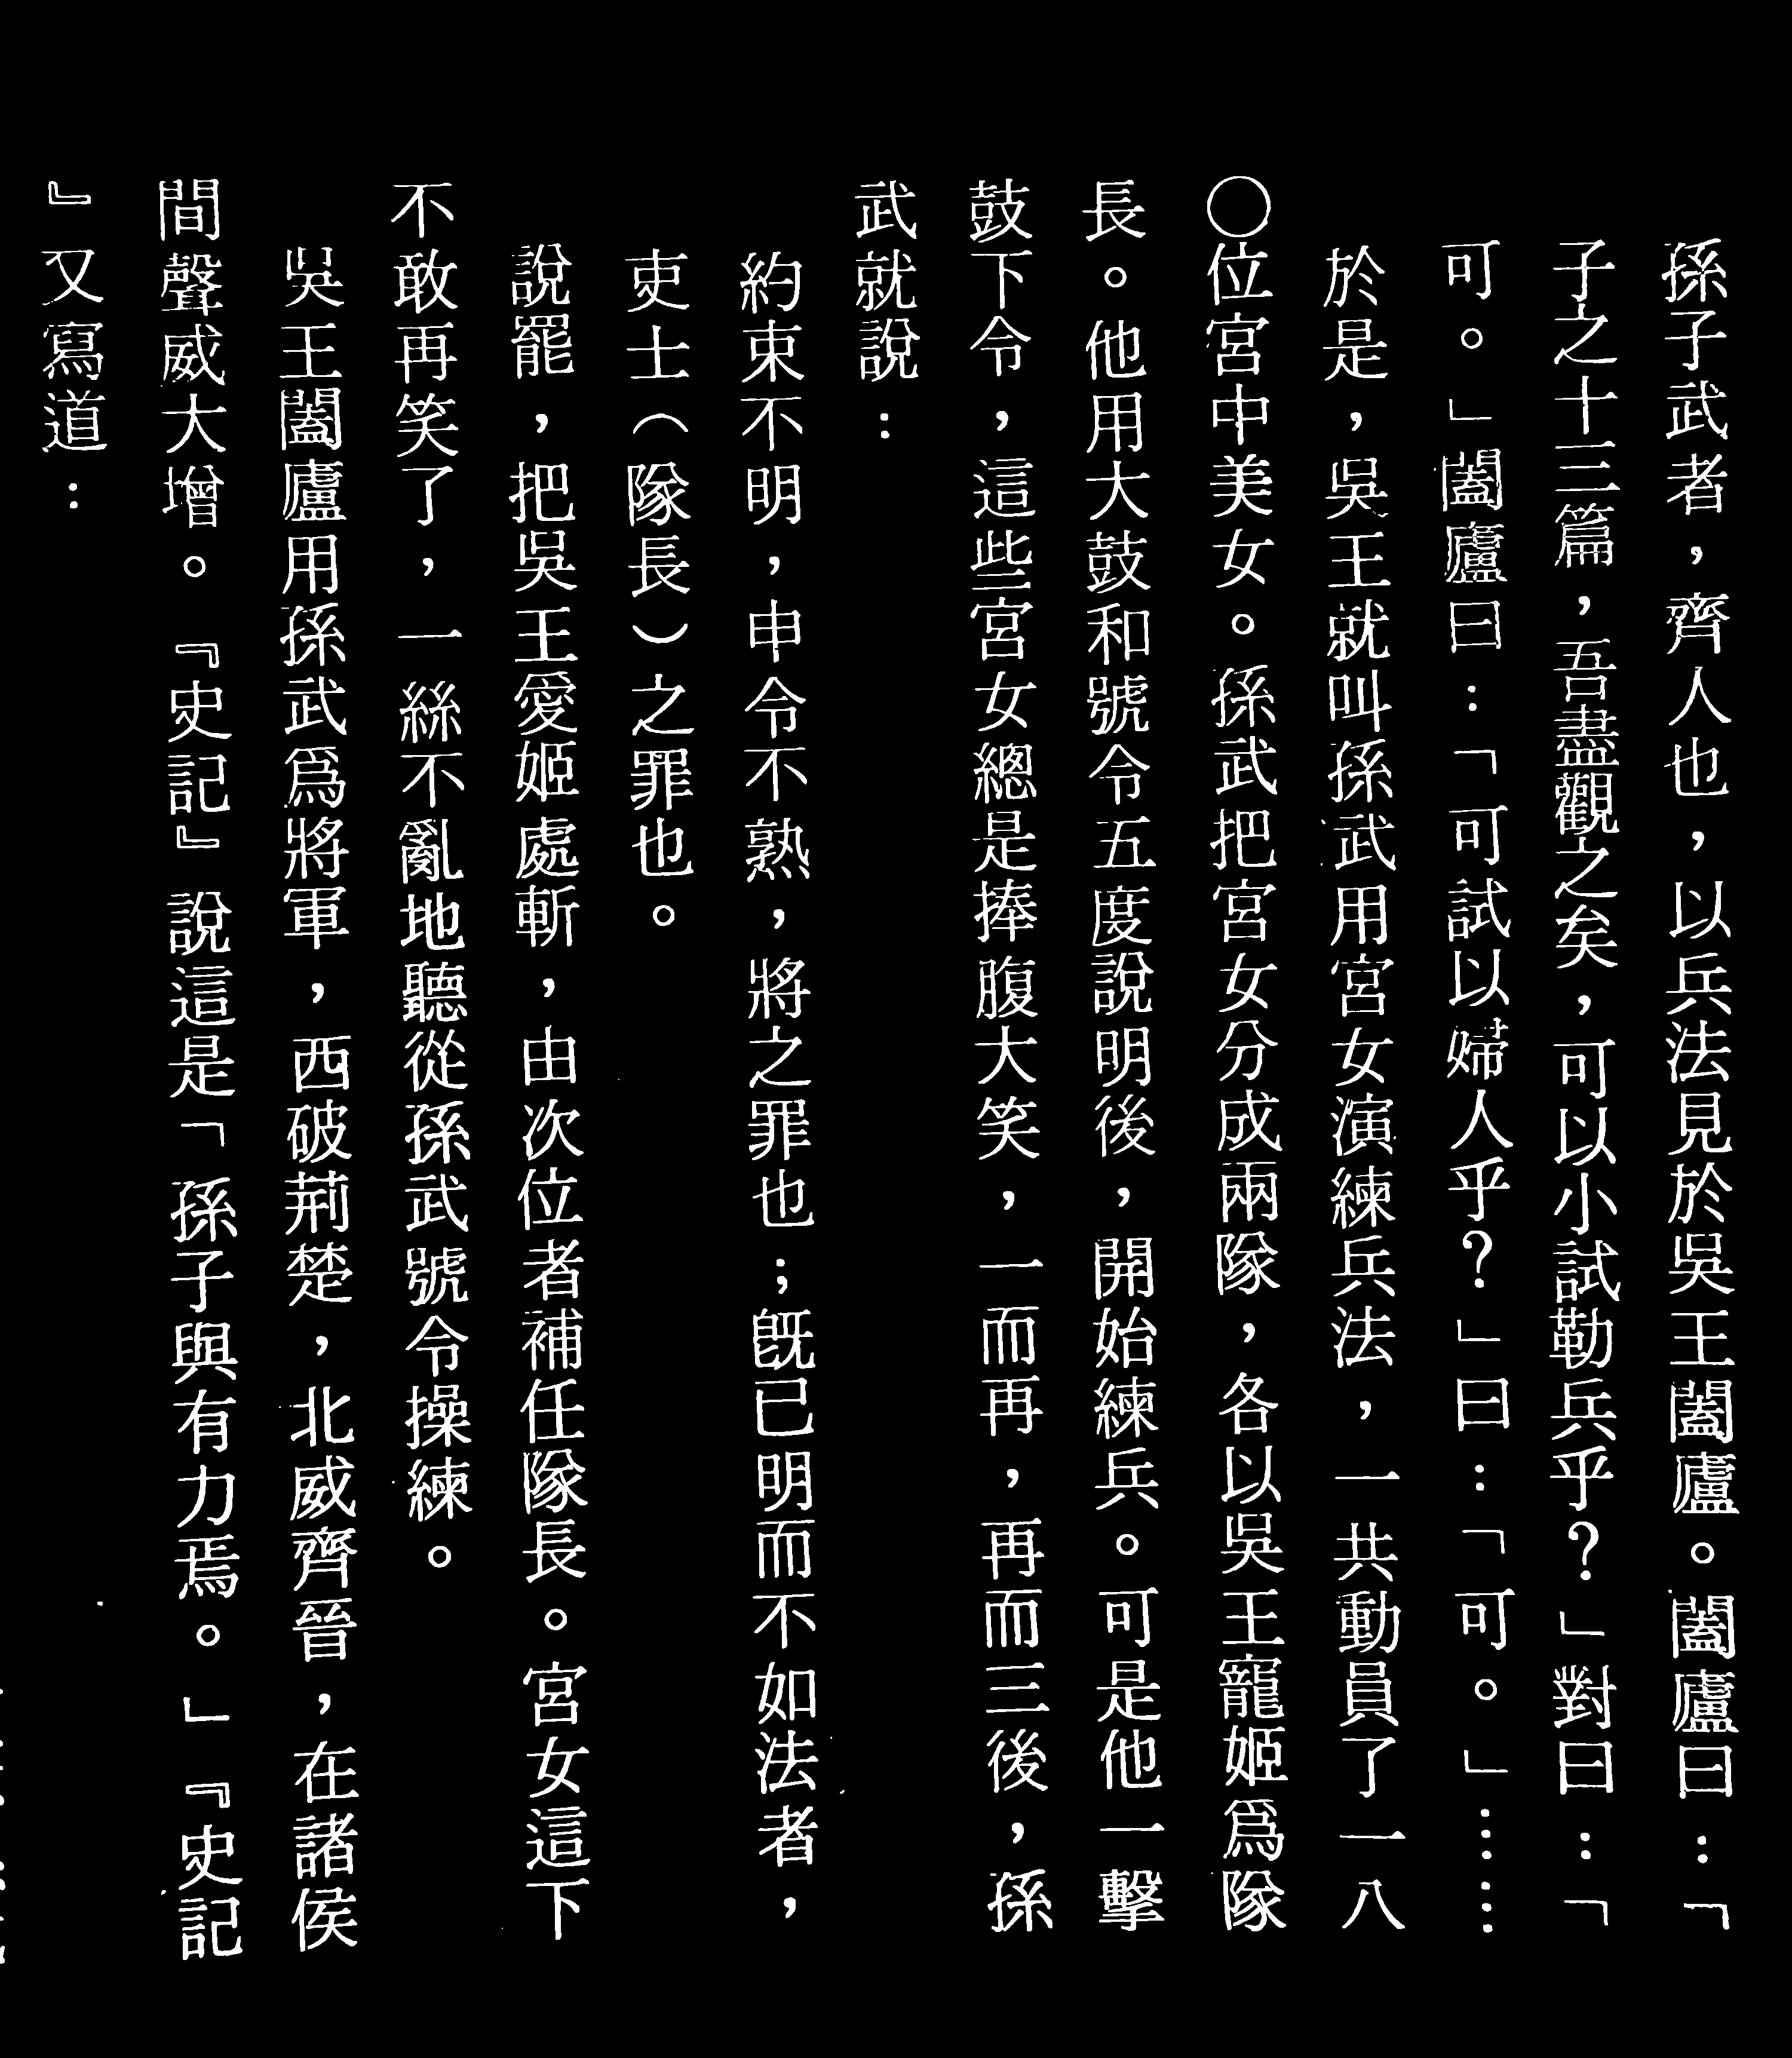 孫子武者，齊人也，以兵法見於吳王闔廬。闔廬曰：「
子之十三篇，吾盡觀之矣，可以小試勒兵乎？」對曰：「
可。」闔廬曰：「可試以婦人乎？」曰：「可。」……
於是，吳王就叫孫武用宮女演練兵法，一共動員了一八
〇位宮中美女。孫武把宮女分成兩隊，各以吳王寵姬爲隊
長。他用大鼓和號令五度說明後，開始練兵。可是他一擊
鼓下令，這些宮女總是捧腹大笑，一而再，再而三後，孫
武就說：
約束不明，申令不熟，將之罪也；既已明而不如法者，
吏士（隊長）之罪也。
說罷，把吳王愛姬處斬，由次位者補任隊長。宮女這下
不敢再笑了，一絲不亂地聽從孫武號令操練。
吳王闔廬用孫武爲將軍，西破荊楚，北威齊晉，在諸侯
間聲威大增。『史記』說這是「孫子與有力焉。」『史記
』又寫道：